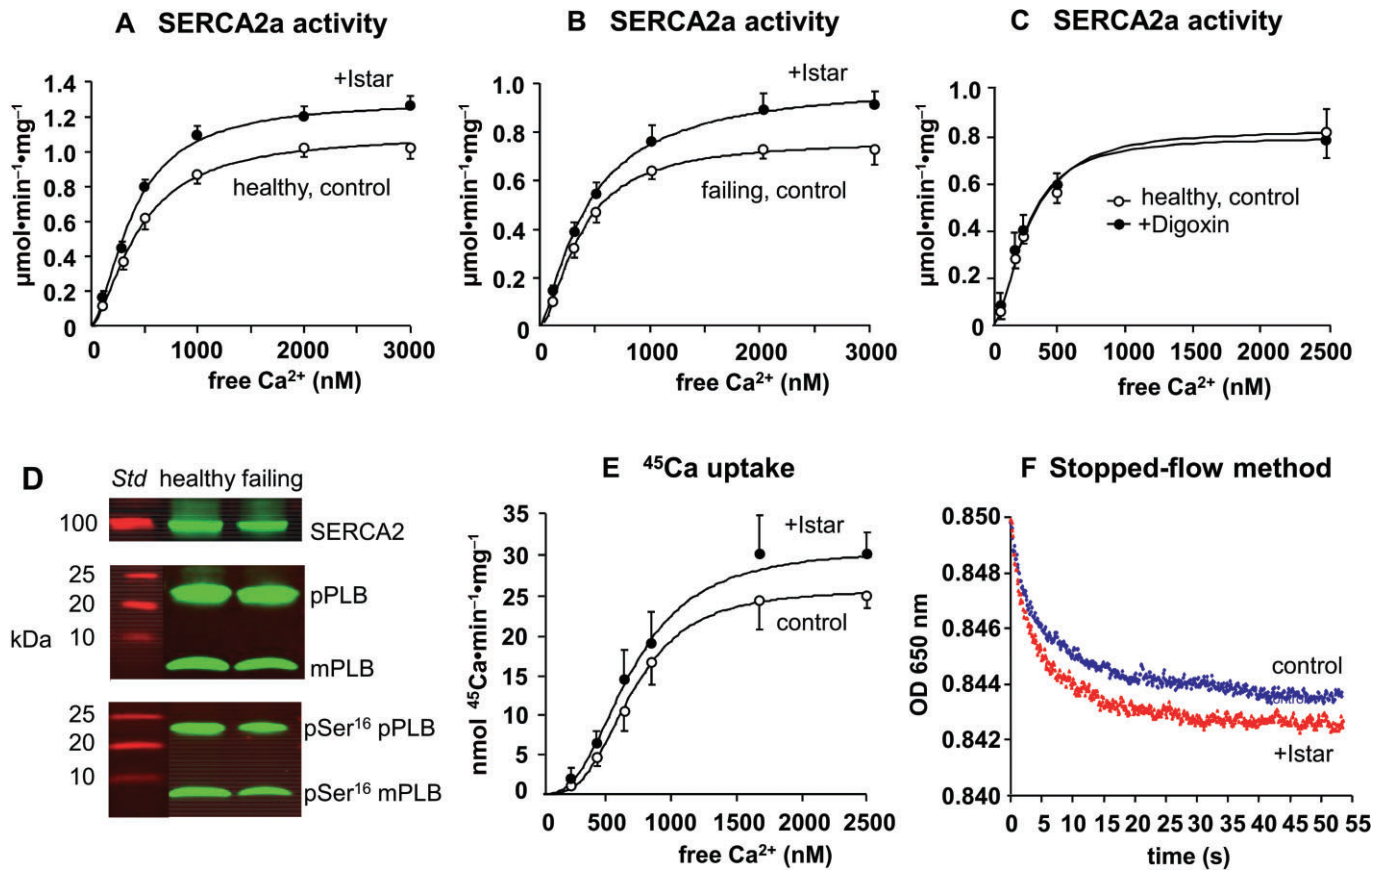 A SERCA2a activity
µmol•min⁻¹•mg⁻¹
1.4
1.2
1.0
0.8
0.6
0.4
0.2
0
+Istar
healthy, control
0 1000 2000 3000
free Ca²⁺ (nM)
B SERCA2a activity
µmol•min⁻¹•mg⁻¹
1.0
0.8
0.6
0.4
0.2
0
+Istar
failing, control
0 1000 2000 3000
free Ca²⁺ (nM)
C SERCA2a activity
µmol•min⁻¹•mg⁻¹
1.0
0.8
0.6
0.4
0.2
0
healthy, control
+Digoxin
0 500 1000 1500 2000 2500
free Ca²⁺ (nM)
D Std healthy failing
100 SERCA2
25 pPLB
20
kDa
10
mPLB
25 pSer¹⁶ pPLB
20
10
pSer¹⁶ mPLB
E ⁴⁵Ca uptake
nmol ⁴⁵Ca•min⁻¹•mg⁻¹
35
30
25
20
15
10
5
0
+Istar
control
0 500 1000 1500 2000 2500
free Ca²⁺ (nM)
F Stopped-flow method
OD 650 nm
0.850
0.848
0.846
0.844
0.842
0.840
control
+Istar
0 5 10 15 20 25 30 35 40 45 50 55
time (s)